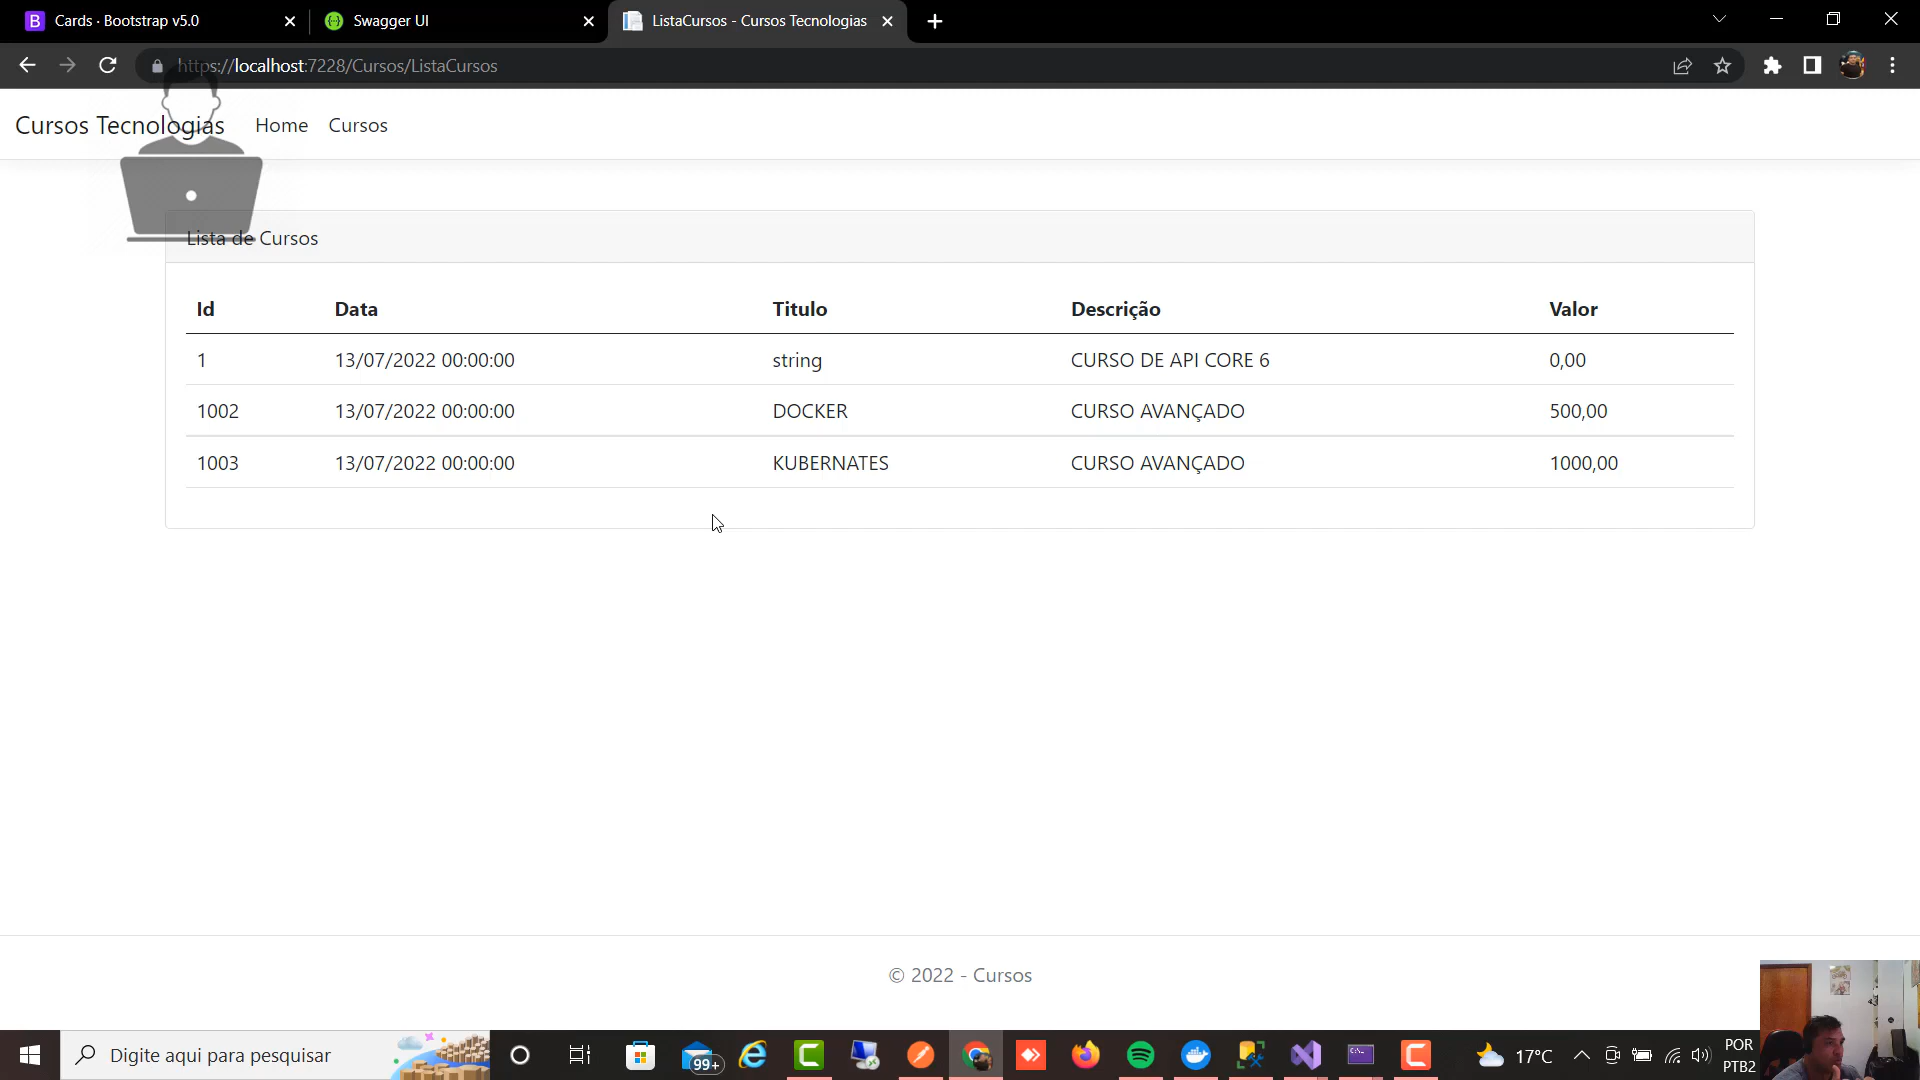 Cards · Bootstrap v5.0
Swagger UI
ListaCursos - Cursos Tecnologias
https://localhost:7228/Cursos/ListaCursos
Cursos Tecnologias Home Cursos
Lista de Cursos
Id Data Titulo Descrição Valor
1 13/07/2022 00:00:00 string CURSO DE API CORE 6 0,00
1002 13/07/2022 00:00:00 DOCKER CURSO AVANÇADO 500,00
1003 13/07/2022 00:00:00 KUBERNATES CURSO AVANÇADO 1000,00
© 2022 - Cursos
Digite aqui para pesquisar
99+
17°C
POR
PTB2